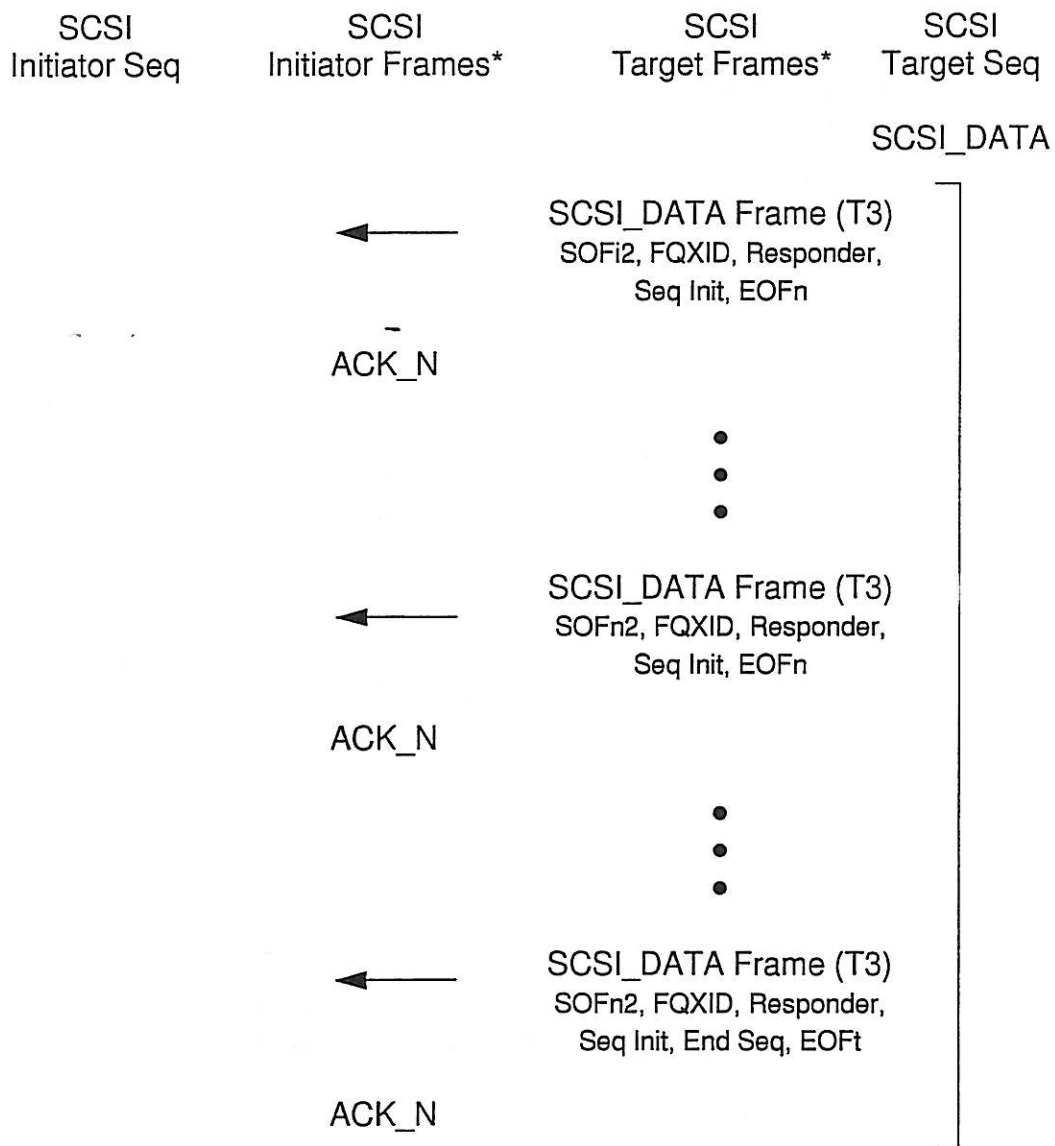 SCSI
Initiator Seq
SCSI
Initiator Frames*
SCSI
Target Frames*
SCSI
Target Seq
SCSI_DATA
SCSI_DATA Frame (T3)
SOFi2, FQXID, Responder,
Seq Init, EOFn
ACK_N
SCSI_DATA Frame (T3)
SOFn2, FQXID, Responder,
Seq Init, EOFn
ACK_N
SCSI_DATA Frame (T3)
SOFn2, FQXID, Responder,
Seq Init, End Seq, EOFt
ACK_N